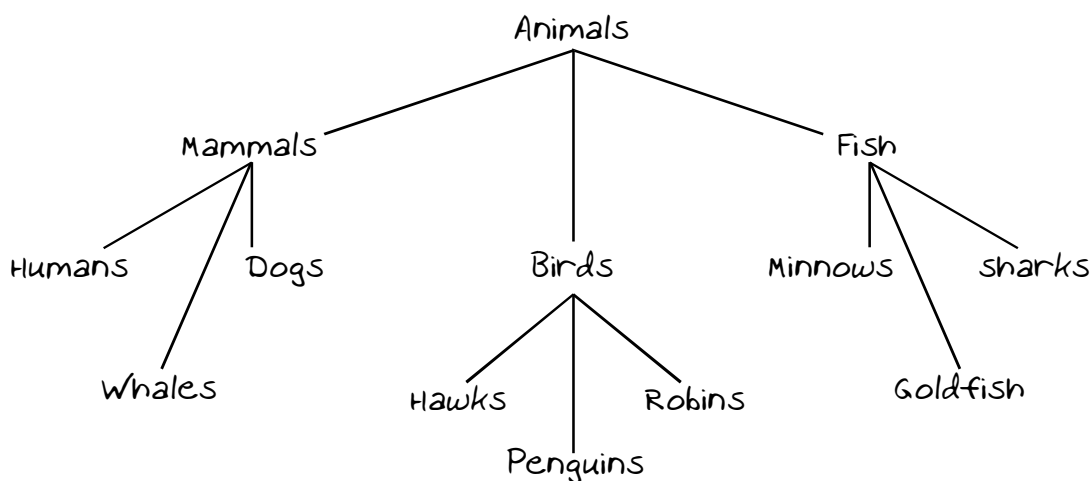 Animals
Mammals
Fish
Humans
Dogs
Birds
Minnows
sharks
Whales
Hawks
Robins
Goldfish
Penguins